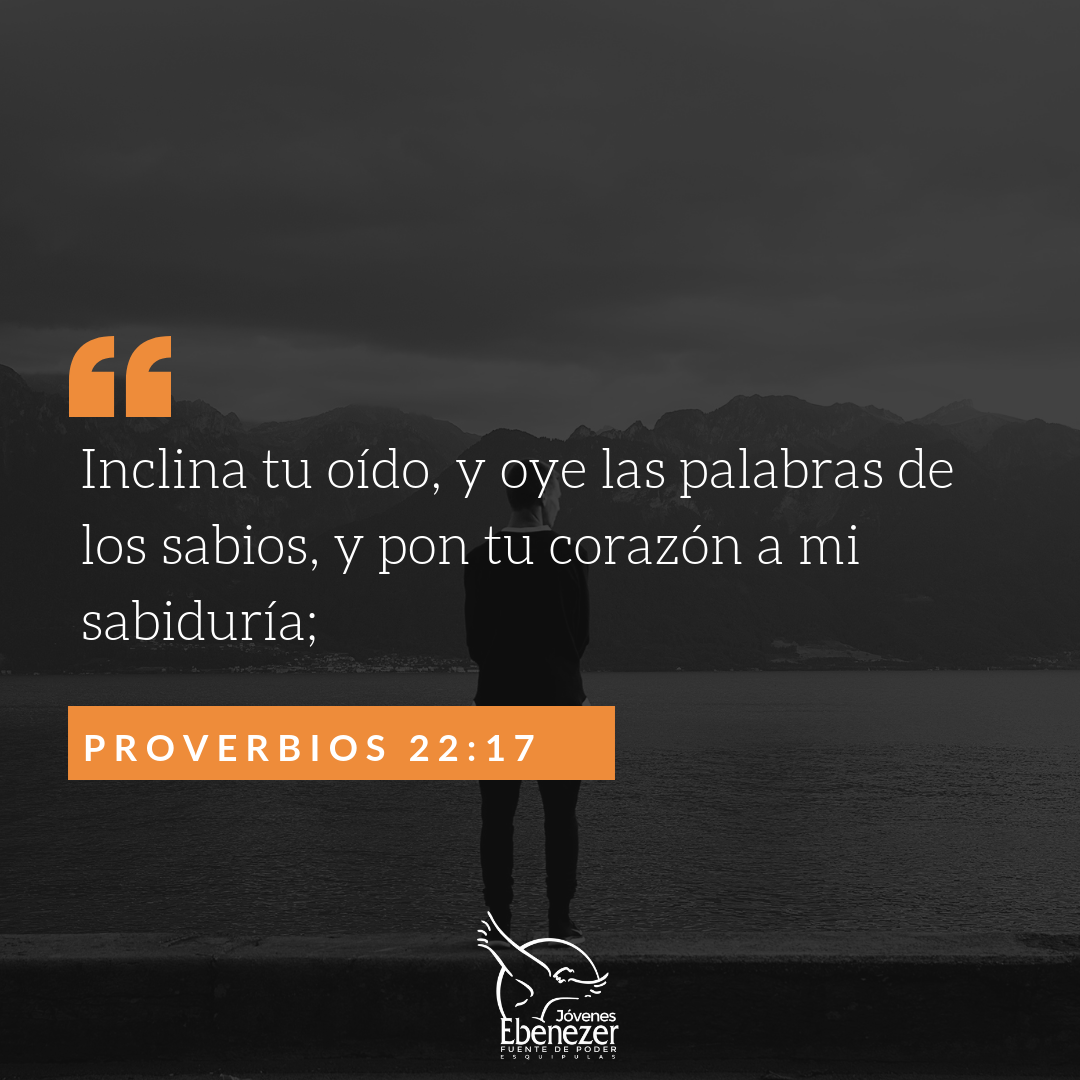 Inclina tu oído, y oye las palabras de
los sabios, y pon tu corazón a mi
sabiduría;
PROVERBIOS 22:17
Jóvenes
Ebenezer
FUENTE DE PODER
ESQUIPULAS